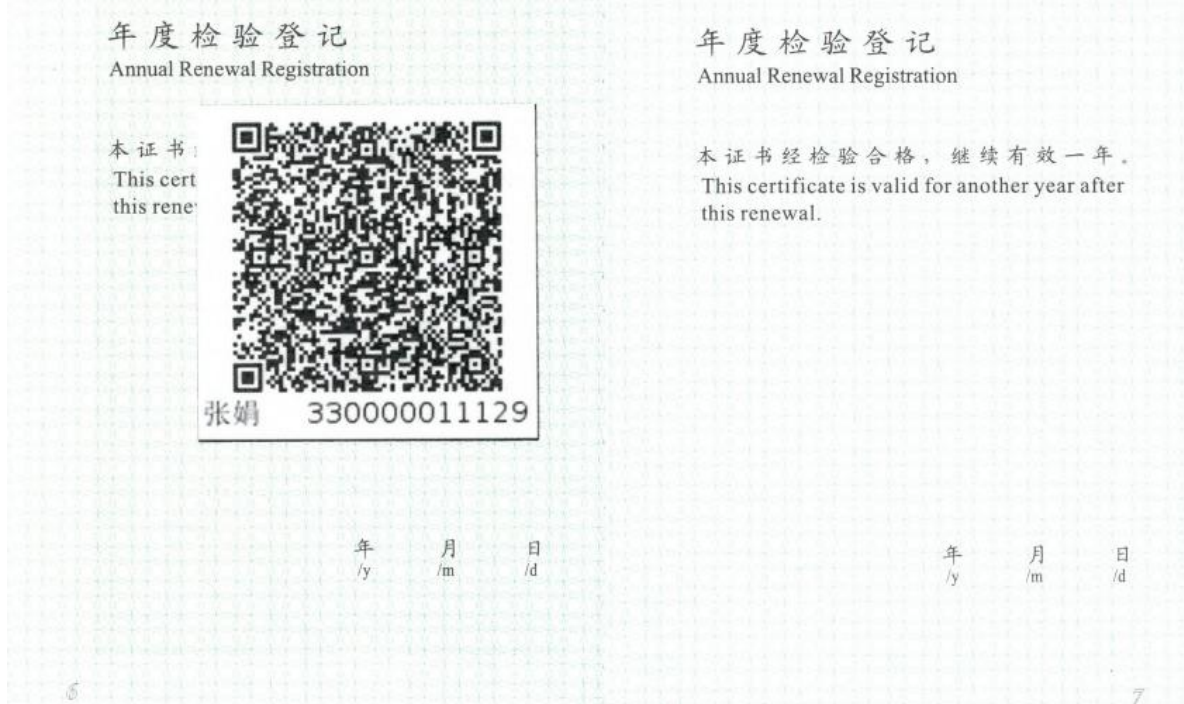 年度检验登记
Annual Renewal Registration
本证书
This cert
this rene
张娟 330000011129
年 月 日
/y /m /d
6
年度检验登记
Annual Renewal Registration
本证书经检验合格，继续有效一年。
This certificate is valid for another year after
this renewal.
年 月 日
/y /m /d
7